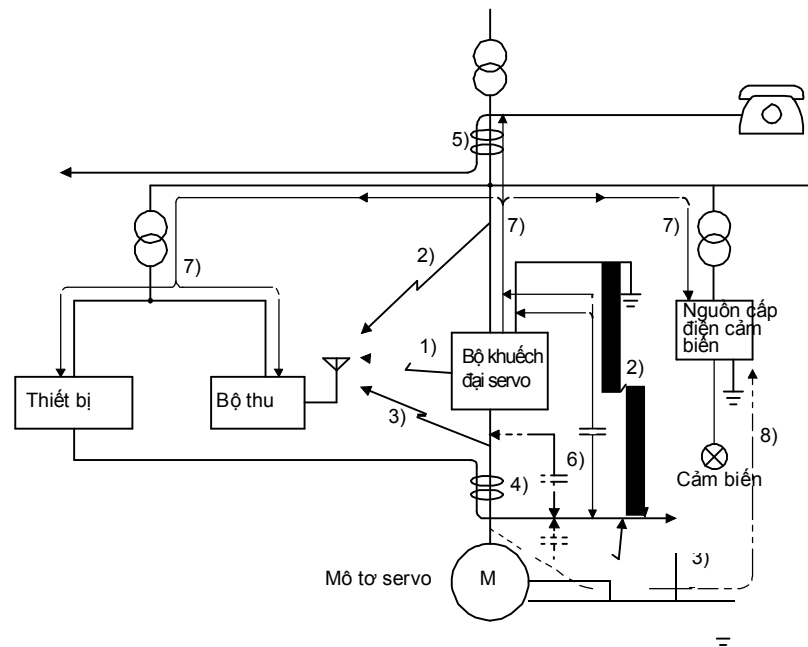 5)
7)
7)
7)
2)
1)
Bộ khuếch
đại servo
2)
Nguồn cấp
điện cảm
biến
Thiết bị
Bộ thu
3)
6)
8)
4)
Cảm biến
3)
Mô tơ servo
M